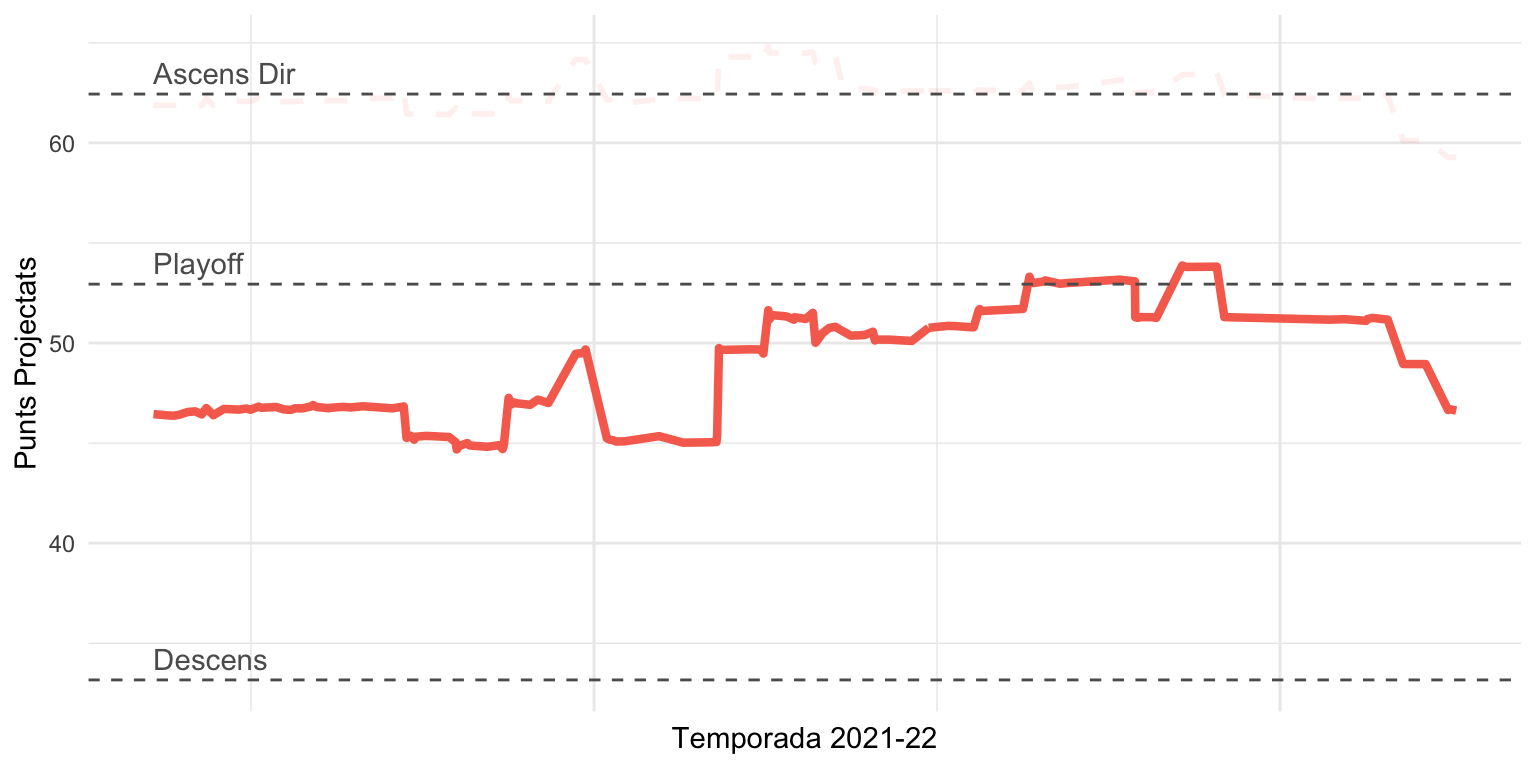 Ascens Dir
60
Playoff
50
40
Descens
Punts Projectats
Temporada 2021-22